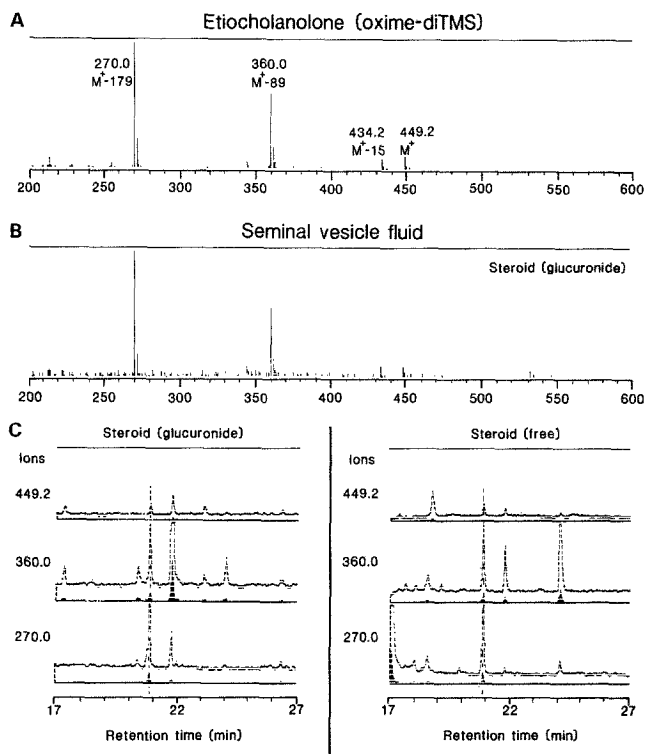 A
Etiocholanolone (oxime-diTMS)
270.0
M+-179
360.0
M+-89
434.2
M+-15
449.2
M+
200 250 300 350 400 450 500 550 600
B
Seminal vesicle fluid
Steroid (glucuronide)
200 250 300 350 400 450 500 550 600
C
Steroid (glucuronide)
Ions
449.2
360.0
270.0
17 22 27
Retention time (min)
Steroid (free)
Ions
449.2
360.0
270.0
17 22 27
Retention time (min)